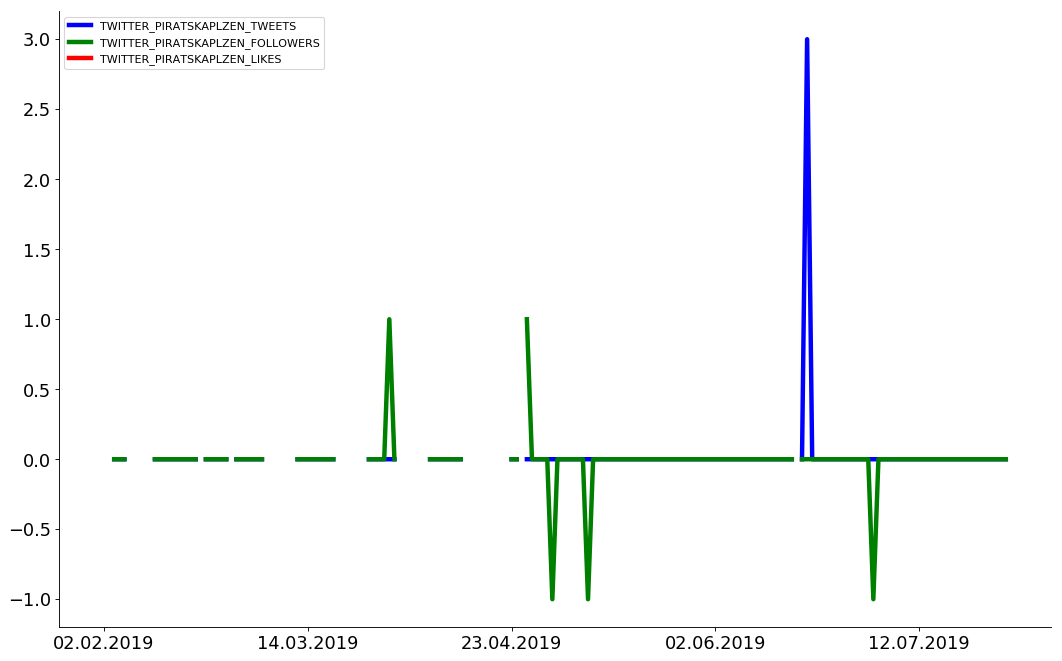 TWITTER_PIRATSKAPLZEN_TWEETS
TWITTER_PIRATSKAPLZEN_FOLLOWERS
TWITTER_PIRATSKAPLZEN_LIKES
3.0
2.5
2.0
1.5
1.0
0.5
0.0
−0.5
−1.0
02.02.2019 14.03.2019 23.04.2019 02.06.2019 12.07.2019